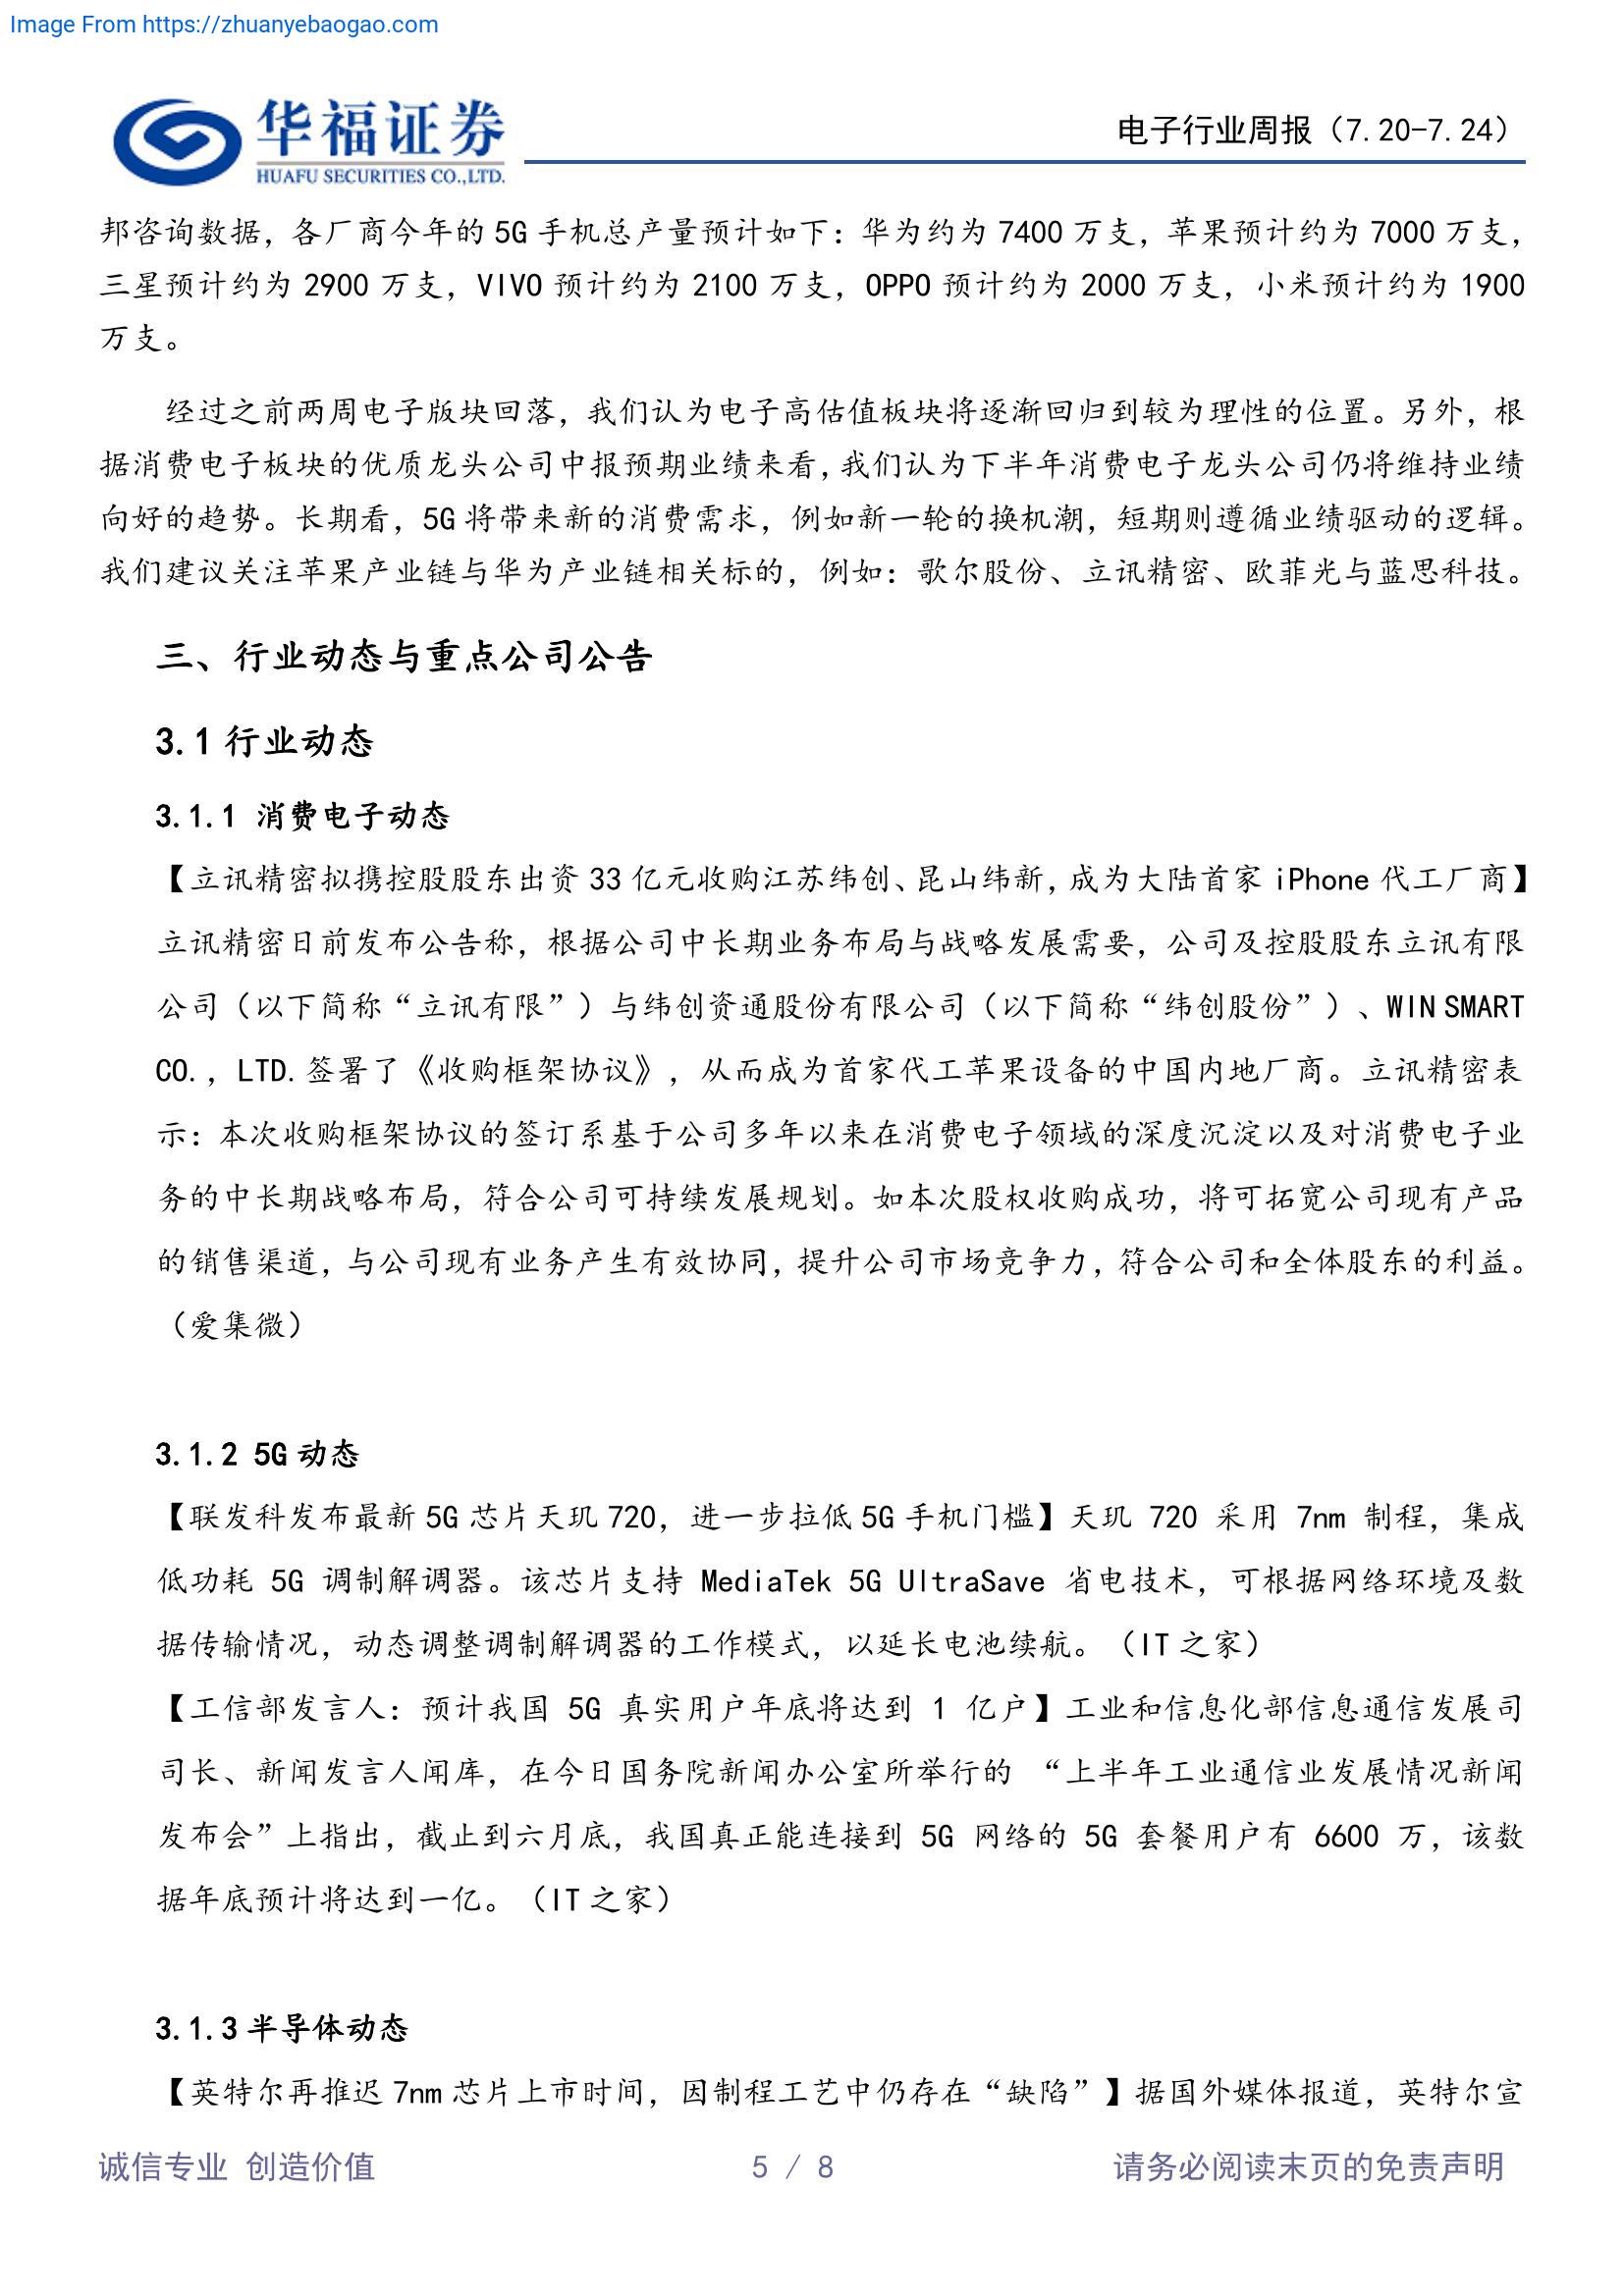 Image From https://zhuanyebaogao.com
华福证券
HUAFU SECURITIES CO.,LTD.
电子行业周报（7.20-7.24）
邦咨询数据，各厂商今年的 5G 手机总产量预计如下：华为约为 7400 万支，苹果预计约为 7000 万支，
三星预计约为 2900 万支，VIVO 预计约为 2100 万支，OPPO 预计约为 2000 万支，小米预计约为 1900
万支。
经过之前两周电子版块回落，我们认为电子高估值板块将逐渐回归到较为理性的位置。另外，根
据消费电子板块的优质龙头公司中报预期业绩来看，我们认为下半年消费电子龙头公司仍将维持业绩
向好的趋势。长期看，5G 将带来新的消费需求，例如新一轮的换机潮，短期则遵循业绩驱动的逻辑。
我们建议关注苹果产业链与华为产业链相关标的，例如：歌尔股份、立讯精密、欧菲光与蓝思科技。
三、行业动态与重点公司公告
3.1 行业动态
3.1.1 消费电子动态
【立讯精密拟携控股股东出资 33 亿元收购江苏纬创、昆山纬新，成为大陆首家 iPhone 代工厂商】
立讯精密日前发布公告称，根据公司中长期业务布局与战略发展需要，公司及控股股东立讯有限
公司（以下简称“立讯有限”）与纬创资通股份有限公司（以下简称“纬创股份”）、WIN SMART
CO.，LTD.签署了《收购框架协议》，从而成为首家代工苹果设备的中国内地厂商。立讯精密表
示：本次收购框架协议的签订系基于公司多年以来在消费电子领域的深度沉淀以及对消费电子业
务的中长期战略布局，符合公司可持续发展规划。如本次股权收购成功，将可拓宽公司现有产品
的销售渠道，与公司现有业务产生有效协同，提升公司市场竞争力，符合公司和全体股东的利益。
（爱集微）
3.1.2 5G 动态
【联发科发布最新 5G 芯片天玑 720，进一步拉低 5G 手机门槛】天玑 720 采用 7nm 制程，集成
低功耗 5G 调制解调器。该芯片支持 MediaTek 5G UltraSave 省电技术，可根据网络环境及数
据传输情况，动态调整调制解调器的工作模式，以延长电池续航。（IT 之家）
【工信部发言人：预计我国 5G 真实用户年底将达到 1 亿户】工业和信息化部信息通信发展司
司长、新闻发言人闻库，在今日国务院新闻办公室所举行的 “上半年工业通信业发展情况新闻
发布会”上指出，截止到六月底，我国真正能连接到 5G 网络的 5G 套餐用户有 6600 万，该数
据年底预计将达到一亿。（IT 之家）
3.1.3 半导体动态
【英特尔再推迟 7nm 芯片上市时间，因制程工艺中仍存在“缺陷”】据国外媒体报道，英特尔宣
诚信专业 创造价值
5 / 8
请务必阅读末页的免责声明